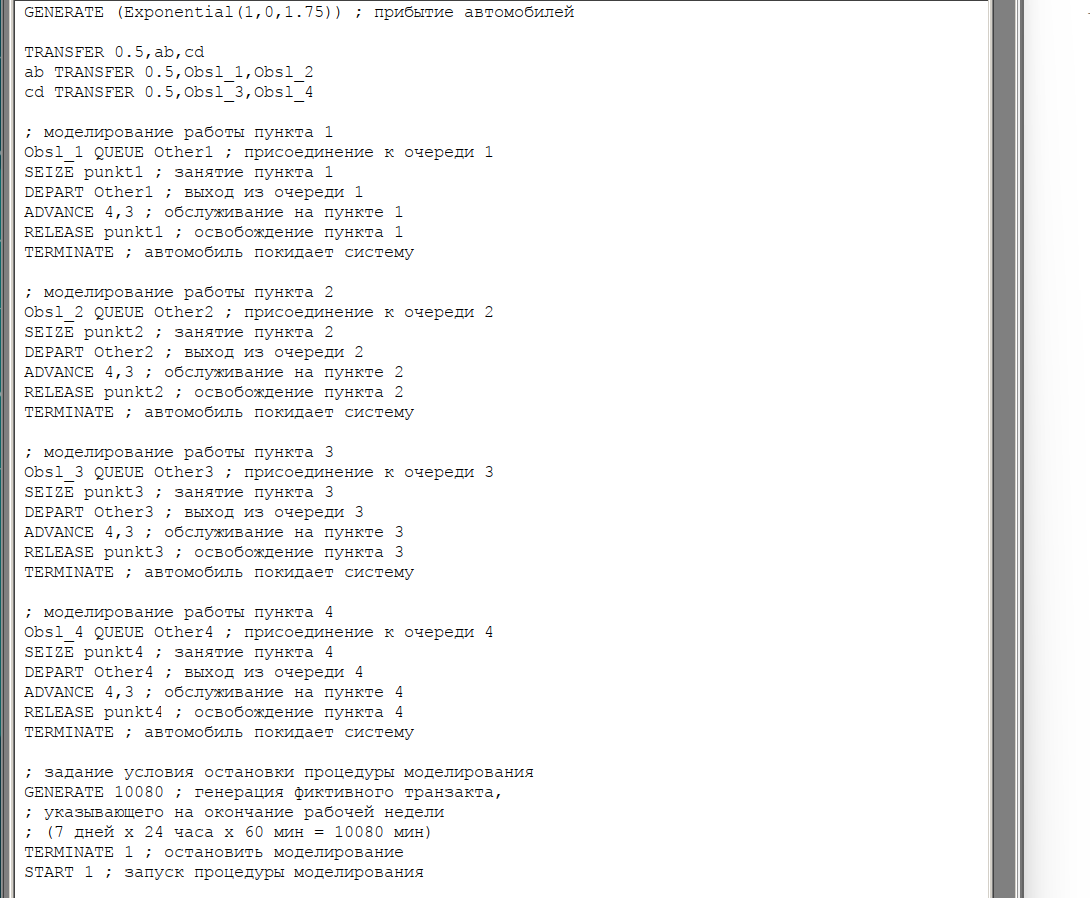 GENERATE (Exponential(1,0,1.75)) ; прибытие автомобилей
TRANSFER 0.5,ab,cd
ab TRANSFER 0.5,Obsl_1,Obsl_2
cd TRANSFER 0.5,Obsl_3,Obsl_4
; моделирование работы пункта 1
Obsl_1 QUEUE Other1 ; присоединение к очереди 1
SEIZE punkt1 ; занятие пункта 1
DEPART Other1 ; выход из очереди 1
ADVANCE 4,3 ; обслуживание на пункте 1
RELEASE punkt1 ; освобождение пункта 1
TERMINATE ; автомобиль покидает систему
; моделирование работы пункта 2
Obsl_2 QUEUE Other2 ; присоединение к очереди 2
SEIZE punkt2 ; занятие пункта 2
DEPART Other2 ; выход из очереди 2
ADVANCE 4,3 ; обслуживание на пункте 2
RELEASE punkt2 ; освобождение пункта 2
TERMINATE ; автомобиль покидает систему
; моделирование работы пункта 3
Obsl_3 QUEUE Other3 ; присоединение к очереди 3
SEIZE punkt3 ; занятие пункта 3
DEPART Other3 ; выход из очереди 3
ADVANCE 4,3 ; обслуживание на пункте 3
RELEASE punkt3 ; освобождение пункта 3
TERMINATE ; автомобиль покидает систему
; моделирование работы пункта 4
Obsl_4 QUEUE Other4 ; присоединение к очереди 4
SEIZE punkt4 ; занятие пункта 4
DEPART Other4 ; выход из очереди 4
ADVANCE 4,3 ; обслуживание на пункте 4
RELEASE punkt4 ; освобождение пункта 4
TERMINATE ; автомобиль покидает систему
; задание условия остановки процедуры моделирования
GENERATE 10080 ; генерация фиктивного транзакта,
; указывающего на окончание рабочей недели
; (7 дней x 24 часа x 60 мин = 10080 мин)
TERMINATE 1 ; остановить моделирование
START 1 ; запуск процедуры моделирования